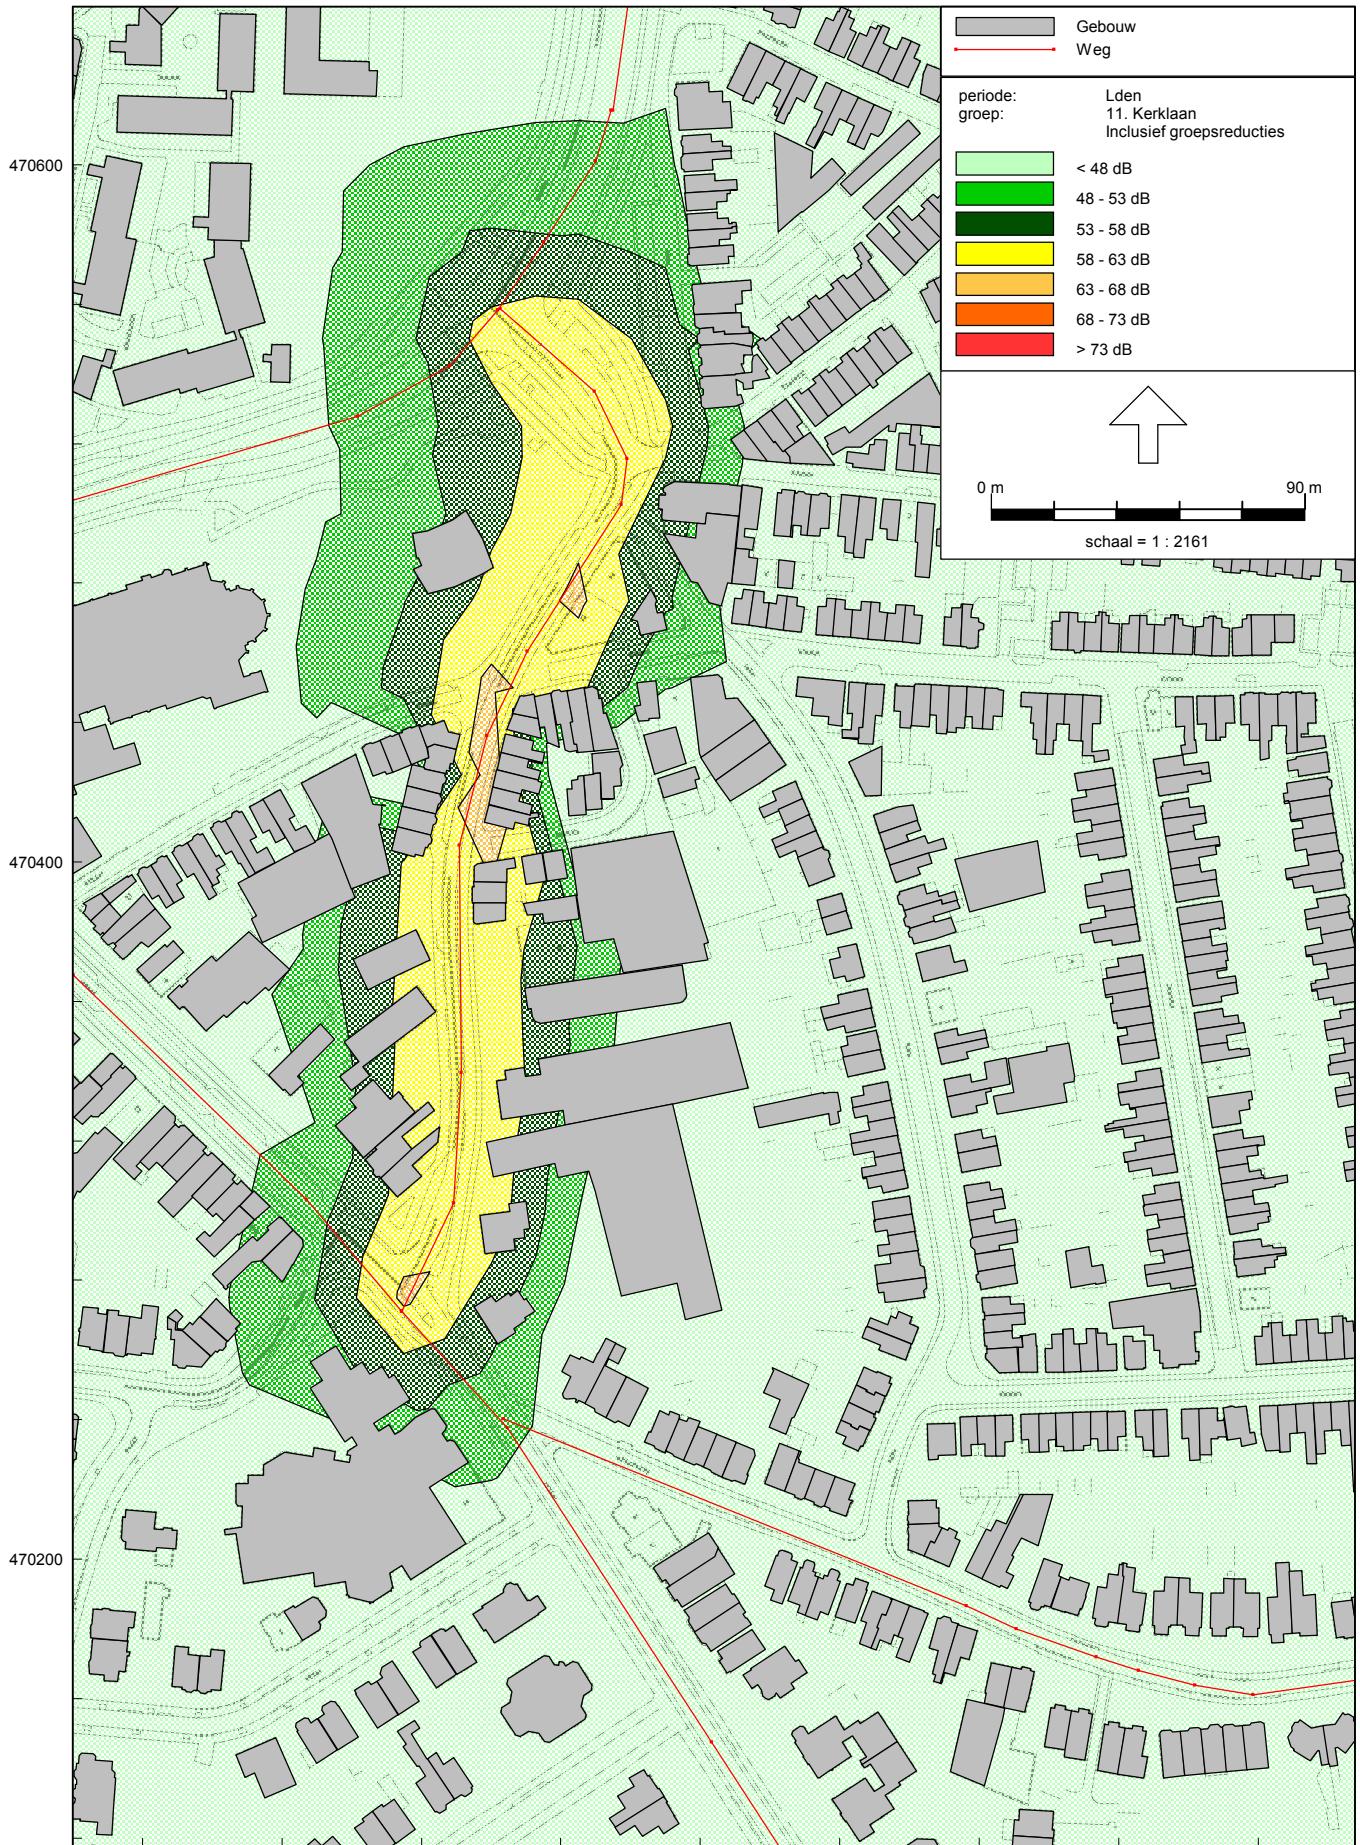 Gebouw
Weg
periode: Lden
groep: 11. Kerklaan
Inclusief groepsreducties
< 48 dB
48 - 53 dB
53 - 58 dB
58 - 63 dB
63 - 68 dB
68 - 73 dB
> 73 dB
0 m 90 m
schaal = 1 : 2161
470600
470400
470200